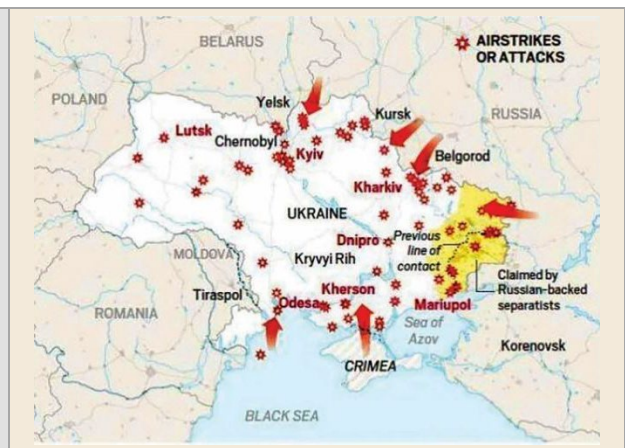 BELARUS
AIRSTRIKES
OR ATTACKS
POLAND
Yelsk
Kursk
RUSSIA
Lutsk
Chernobyl
Kyiv
Belgorod
Kharkiv
UKRAINE
Dnipro
Previous
line of
contact
MOLDOVA
Kryvyi Rih
Claimed by
Russian-backed
separatists
Tiraspol
Odesa
Kherson
Mariupol
ROMANIA
Sea of
Azov
Korenovsk
CRIMEA
BLACK SEA